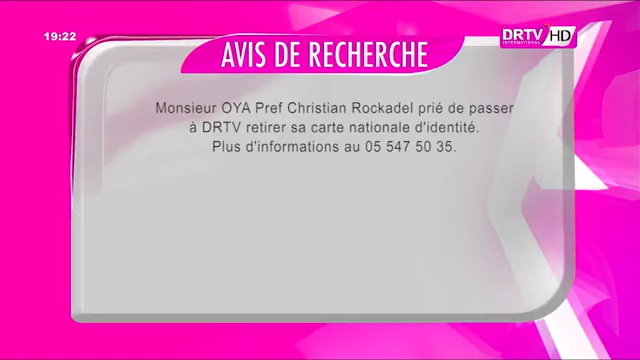 19:22
AVIS DE RECHERCHE
DRTV HD
INTERNATIONAL
Monsieur OYA Pref Christian Rockadel prié de passer
à DRTV retirer sa carte nationale d'identité.
Plus d'informations au 05 547 50 35.